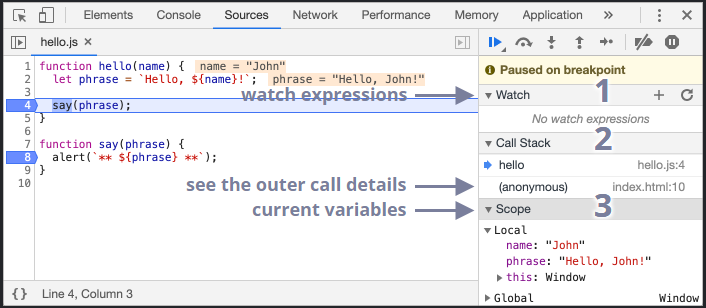 Elements Console Sources Network Performance Memory Application »
hello.js ×
Paused on breakpoint
1 function hello(name) { name = "John"
2 let phrase = `Hello, ${name}!`; phrase = "Hello, John!"
3
4 say(phrase);
5 }
6
7 function say(phrase) {
8 alert(`** ${phrase} **`);
9 }
10
watch expressions
see the outer call details
current variables
Watch 1
No watch expressions
Call Stack 2
hello hello.js:4
(anonymous) index.html:10
Scope 3
Local
name: "John"
phrase: "Hello, John!"
this: Window
Global Window
{} Line 4, Column 3